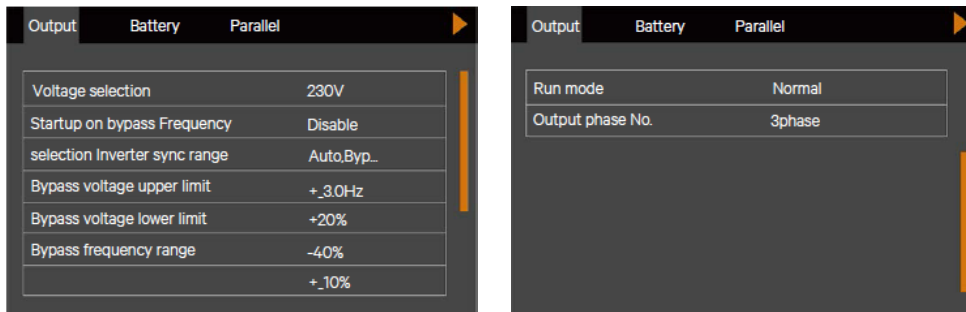 Output Battery Parallel
Voltage selection 230V
Startup on bypass Frequency Disable
selection Inverter sync range Auto,Byp...
Bypass voltage upper limit +_3.0Hz
Bypass voltage lower limit +20%
Bypass frequency range -40%
+_10%
Output Battery Parallel
Run mode Normal
Output phase No. 3phase